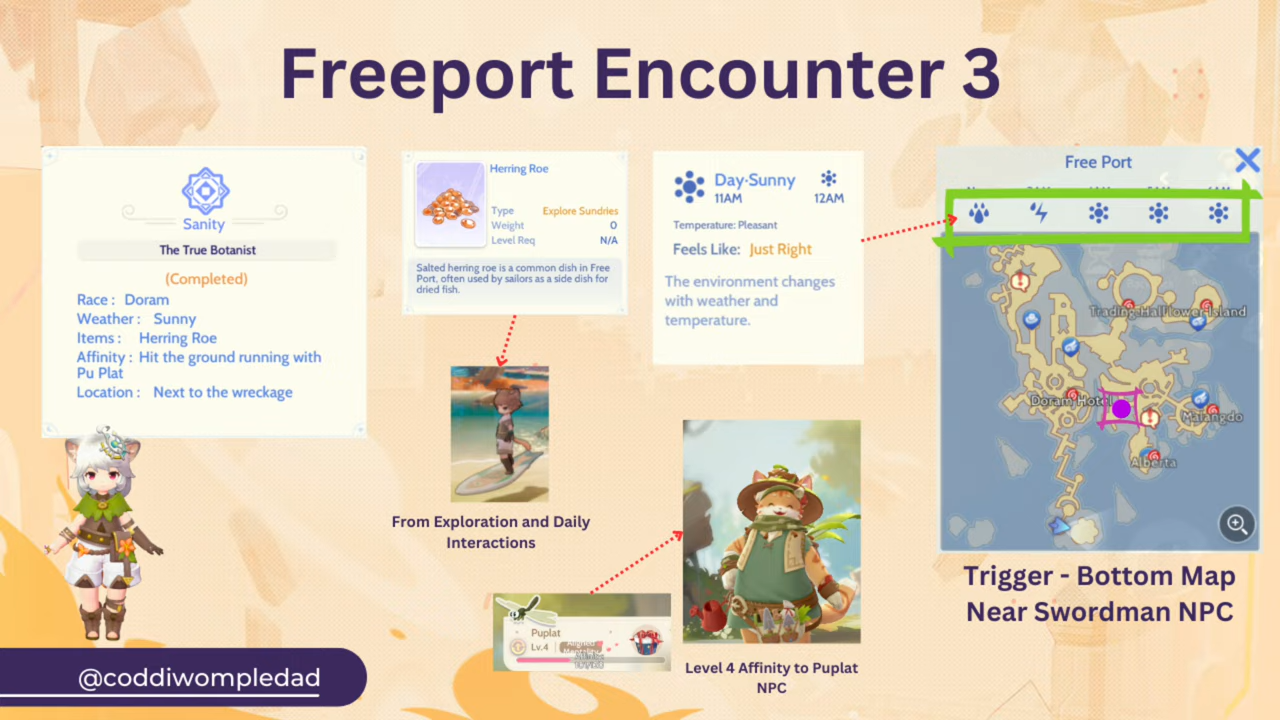 Freeport Encounter 3
Sanity
The True Botanist
(Completed)
Race : Doram
Weather : Sunny
Items : Herring Roe
Affinity : Hit the ground running with
Pu Plat
Location : Next to the wreckage
@coddiwompledad
Herring Roe
Type Explore Sundries
Weight 0
Level Req N/A
Salted herring roe is a common dish in Free
Port, often used by sailors as a side dish for
dried fish.
From Exploration and Daily
Interactions
Puplat
Lv.4
Day·Sunny
11AM
12AM
Temperature: Pleasant
Feels Like: Just Right
The environment changes
with weather and
temperature.
Level 4 Affinity to Puplat
NPC
Free Port
Doram Hotel
Maiangdo
Alberta
Trigger - Bottom Map
Near Swordman NPC